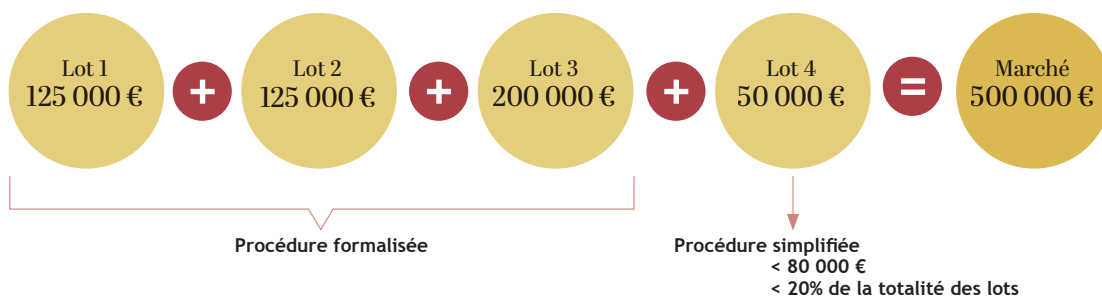 Lot 1
125 000 €
+
Lot 2
125 000 €
+
Lot 3
200 000 €
+
Lot 4
50 000 €
=
Marché
500 000 €
Procédure formalisée
Procédure simplifiée
< 80 000 €
< 20% de la totalité des lots